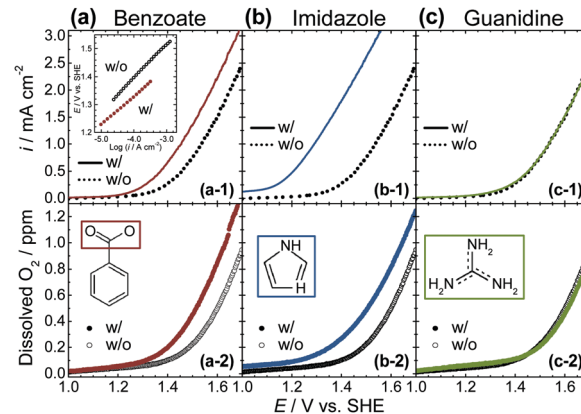 (a) Benzoate
(b) Imidazole
(c) Guanidine
3.0
2.5
2.0
1.5
1.0
0.5
0.0
i / mA cm-2
1.5
1.4
1.3
1.2
E / V vs. SHE
w/o
w/
-5.0 -4.0 -3.0
Log (i / A cm-2)
w/
w/o
(a-1)
w/
w/o
(b-1)
w/
w/o
(c-1)
1.2
1.0
0.8
0.6
0.4
0.2
0.0
Dissolved O2 / ppm
O O
w/
w/o
(a-2)
NH
H
w/
w/o
(b-2)
NH2
H2N NH2
w/
w/o
(c-2)
1.0 1.2 1.4 1.6 1.0 1.2 1.4 1.6 1.0 1.2 1.4 1.6
E / V vs. SHE